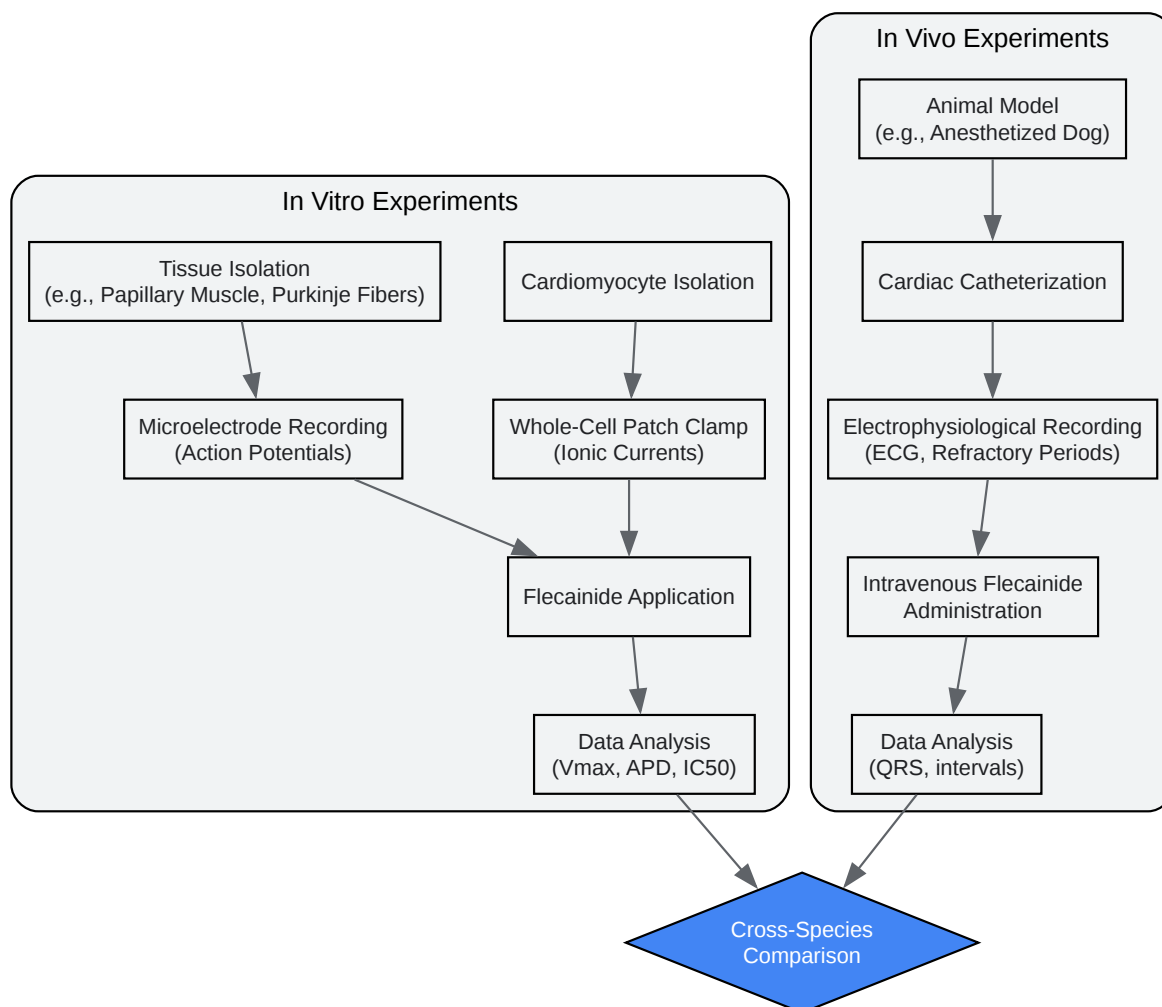 In Vitro Experiments
Tissue Isolation
(e.g., Papillary Muscle, Purkinje Fibers)
Cardiomyocyte Isolation
Microelectrode Recording
(Action Potentials)
Whole-Cell Patch Clamp
(Ionic Currents)
Flecainide Application
Data Analysis
(Vmax, APD, IC50)
In Vivo Experiments
Animal Model
(e.g., Anesthetized Dog)
Cardiac Catheterization
Electrophysiological Recording
(ECG, Refractory Periods)
Intravenous Flecainide
Administration
Data Analysis
(QRS, intervals)
Cross-Species
Comparison